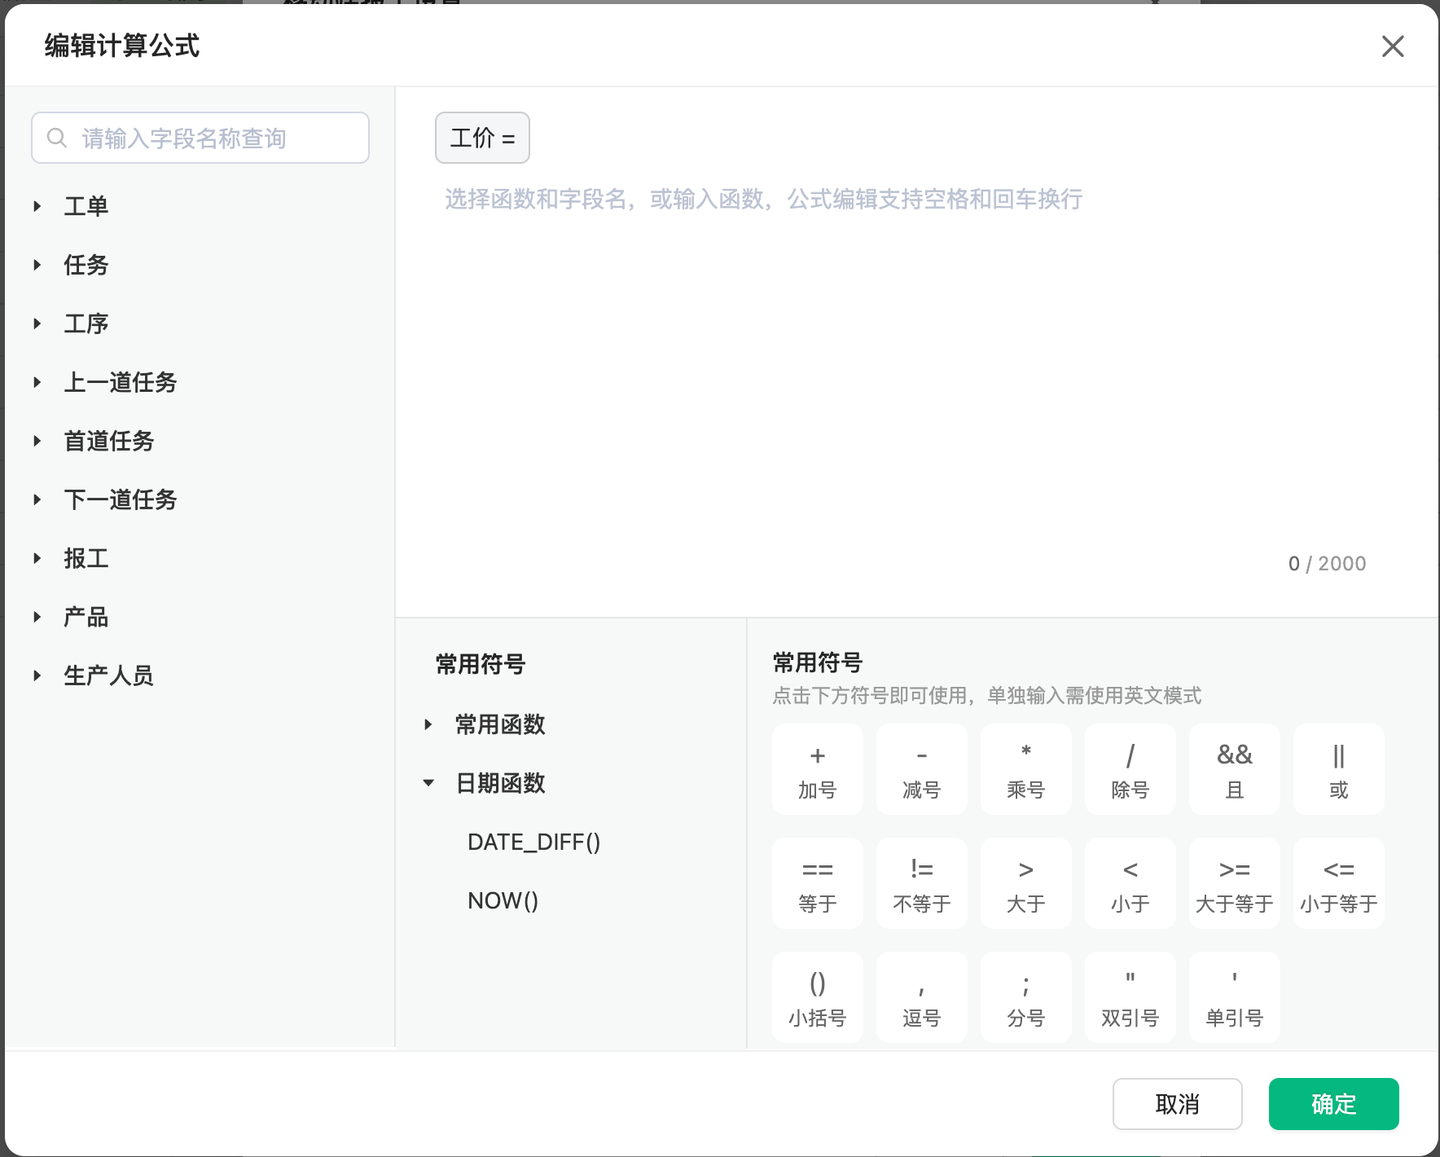 编辑计算公式
请输入字段名称查询
工单
任务
工序
上一道任务
首道任务
下一道任务
报工
产品
生产人员
工价 =
选择函数和字段名，或输入函数，公式编辑支持空格和回车换行
0 / 2000
常用符号
常用函数
日期函数
DATE_DIFF()
NOW()
常用符号
点击下方符号即可使用，单独输入需使用英文模式
+ - * / && ||
加号 减号 乘号 除号 且 或
== != > < >= <=
等于 不等于 大于 小于 大于等于 小于等于
() , ; " '
小括号 逗号 分号 双引号 单引号
取消 确定